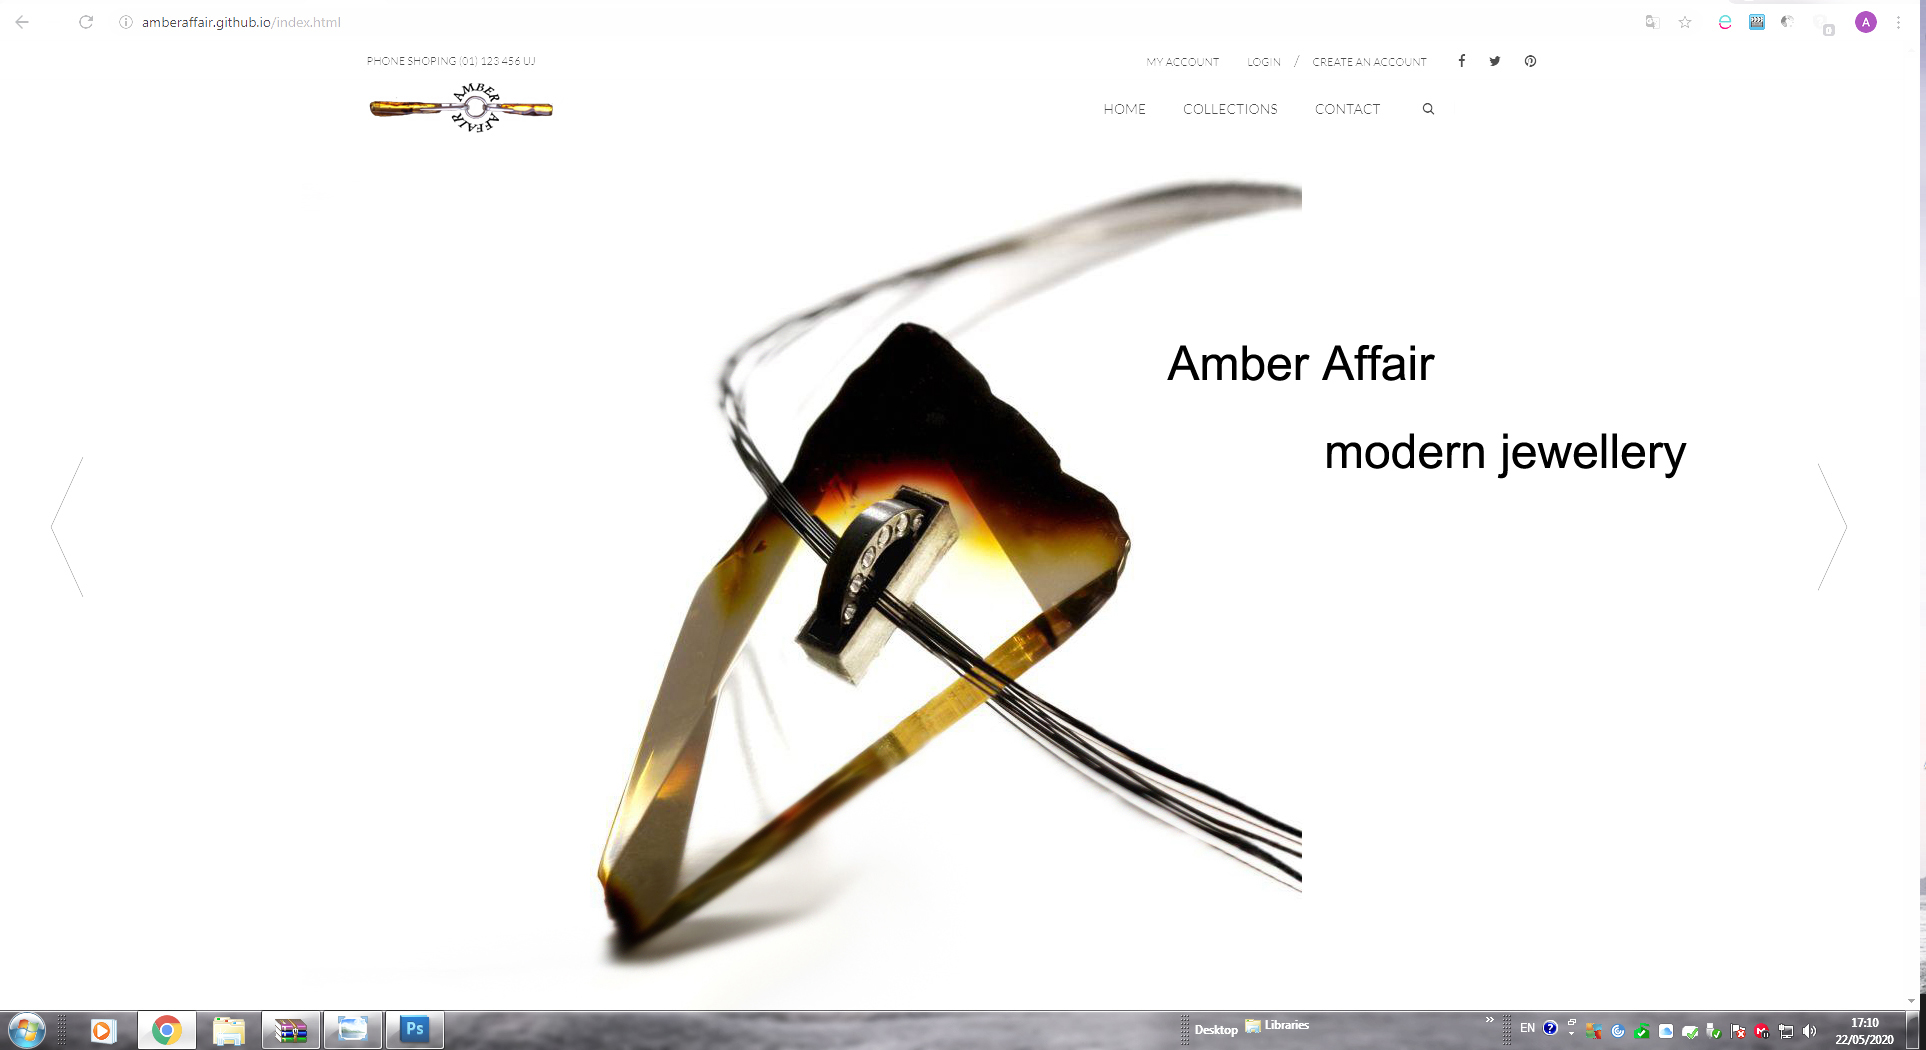 amberaffair.github.io/index.html
A
PHONE SHOPING (01) 123 456 UJ
MY ACCOUNT LOGIN / CREATE AN ACCOUNT
AMBER AFFAIR
HOME COLLECTIONS CONTACT
Amber Affair
modern jewellery
Ps
Desktop Libraries
EN
17:10
22/05/2020